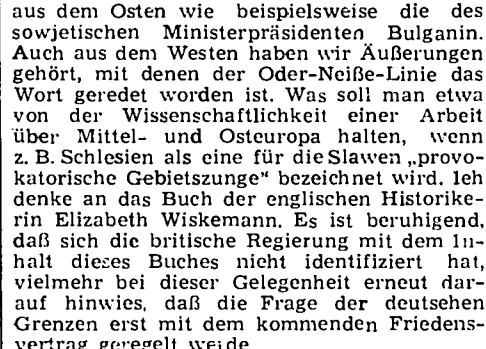 aus dem Osten wie beispielsweise die des
sowjetischen Ministerpräsidenten Bulganin.
Auch aus dem Westen haben wir Äußerungen
gehört, mit denen der Oder-Neiße-Linie das
Wort geredet worden ist. Was soll man etwa
von der Wissenschaftlichkeit einer Arbeit
über Mittel- und Osteuropa halten, wenn
z. B. Schlesien als eine für die Slawen „provo-
katorische Gebietszunge“ bezeichnet wird. Ich
denke an das Buch der englischen Historike-
rin Elizabeth Wiskemann. Es ist beruhigend,
daß sich die britische Regierung mit dem In-
halt dieses Buches nicht identifiziert hat,
vielmehr bei dieser Gelegenheit erneut dar-
auf hinwies, daß die Frage der deutschen
Grenzen erst mit dem kommenden Friedens-
vertrag geregelt werde